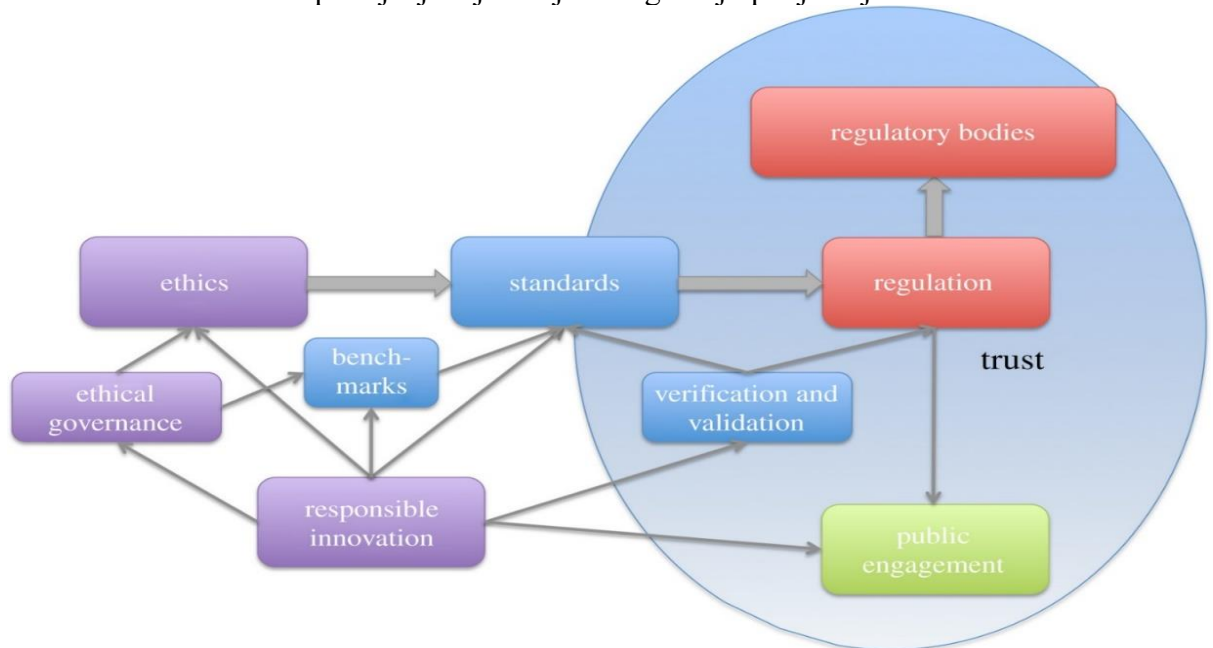 regulatory bodies
ethics
standards
regulation
bench-
marks
trust
ethical
governance
verification and
validation
responsible
innovation
public
engagement